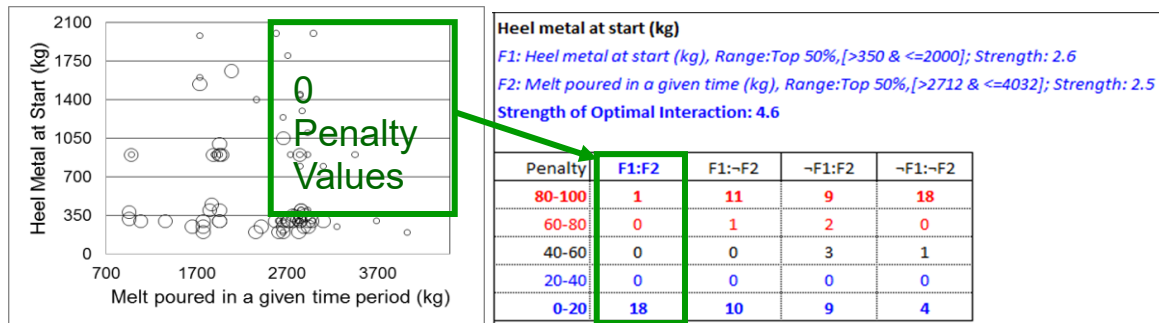 2100
1750
1400
1050
700
350
0
Heel Metal at Start (kg)
0
Penalty
Values
700 1700 2700 3700
Melt poured in a given time period (kg)
Heel metal at start (kg)
F1: Heel metal at start (kg), Range:Top 50%,[>350 & <=2000]; Strength: 2.6
F2: Melt poured in a given time (kg), Range:Top 50%,[>2712 & <=4032]; Strength: 2.5
Strength of Optimal Interaction: 4.6
Penalty F1:F2 F1:¬F2 ¬F1:F2 ¬F1:¬F2
80-100 1 11 9 18
60-80 0 1 2 0
40-60 0 0 3 1
20-40 0 0 0 0
0-20 18 10 9 4